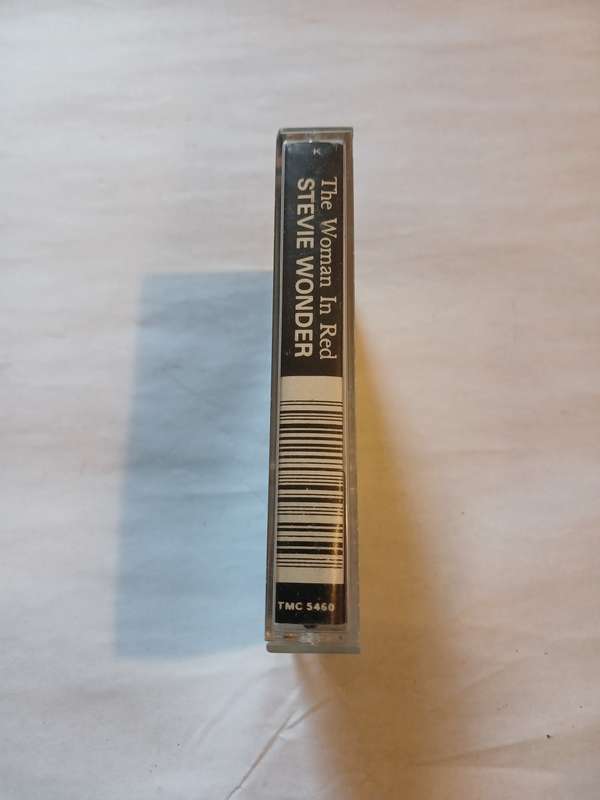 K
The Woman In Red
STEVIE WONDER
TMC 5460